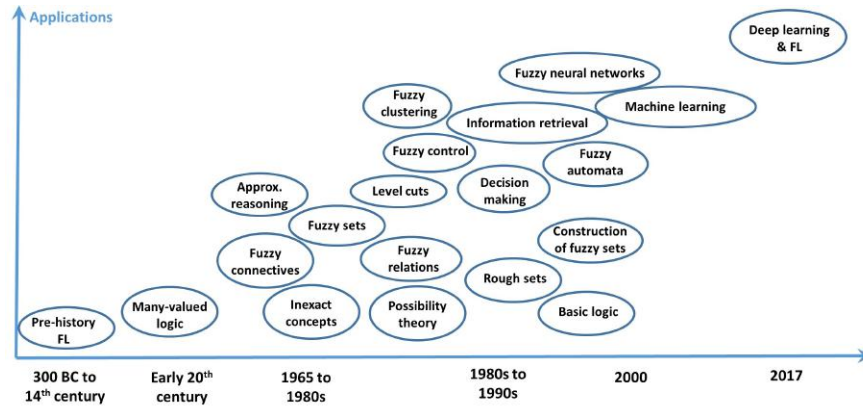 Applications
Deep learning
& FL
Fuzzy neural networks
Fuzzy
clustering
Machine learning
Information retrieval
Fuzzy control
Fuzzy
automata
Approx.
reasoning
Level cuts
Decision
making
Fuzzy sets
Construction
of fuzzy sets
Fuzzy
connectives
Fuzzy
relations
Rough sets
Pre-history
FL
Many-valued
logic
Inexact
concepts
Possibility
theory
Basic logic
300 BC to
14th century
Early 20th
century
1965 to
1980s
1980s to
1990s
2000
2017